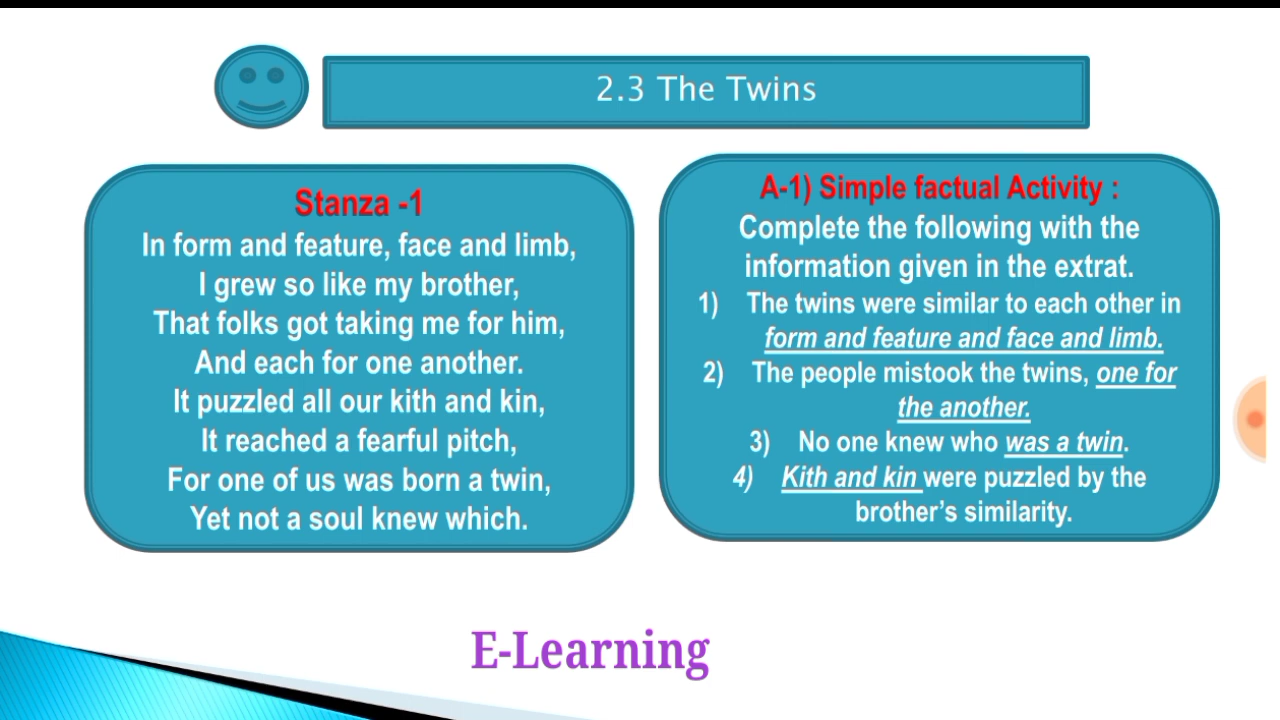 2.3 The Twins
Stanza -1
In form and feature, face and limb,
I grew so like my brother,
That folks got taking me for him,
And each for one another.
It puzzled all our kith and kin,
It reached a fearful pitch,
For one of us was born a twin,
Yet not a soul knew which.
A-1) Simple factual Activity :
Complete the following with the
information given in the extrat.
1) The twins were similar to each other in
form and feature and face and limb.
2) The people mistook the twins, one for
the another.
3) No one knew who was a twin.
4) Kith and kin were puzzled by the
brother's similarity.
E-Learning